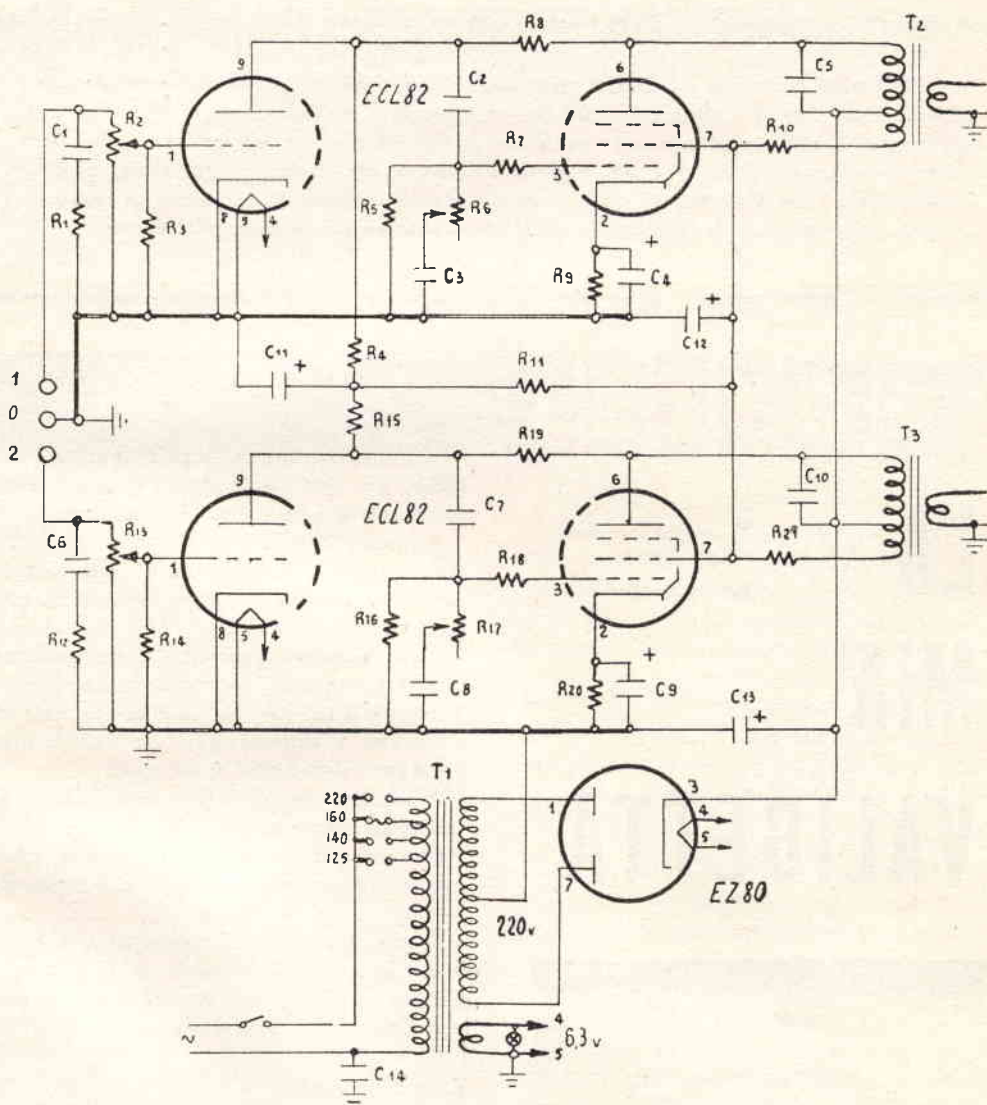 R8
T2
9
6
C5
C2
ECL82
C1
R2
R10
7
1
R7
3
R5
R6
8 5 4
2
R1
R3
+
C3
R9
C4
+
C12
R4
C11
+
R11
1
0
R15
2
R19
T3
9
6
C10
ECL82
C7
C6
R13
R29
7
1
R18
3
R16
R17
8 5 4
2
R12
R14
+
C8
R20
C9
C13
+
T1
3
220
1
4
160
5
140
125
7
EZ80
220v
4
6,3v
~
5
C14